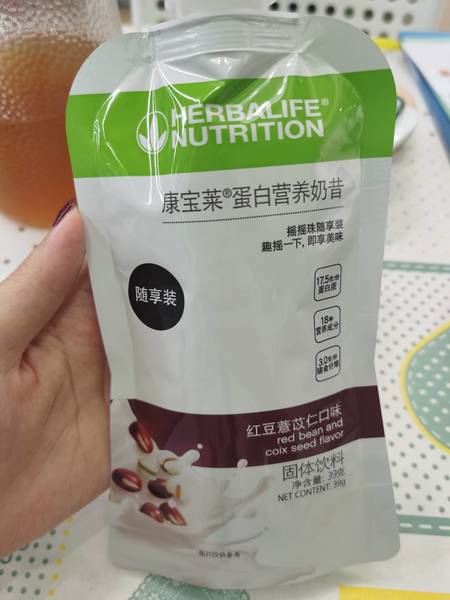 HERBALIFE®
NUTRITION
康宝莱®蛋白营养奶昔
摇摇珠随享装
趣摇一下, 即享美味
随享装
17.5克/份
蛋白质
18种
营养成分
3.0克/份
膳食纤维
红豆薏苡仁口味
red bean and
coix seed flavor
固体饮料
净含量: 39克
NET CONTENT: 39g
图片仅供参考